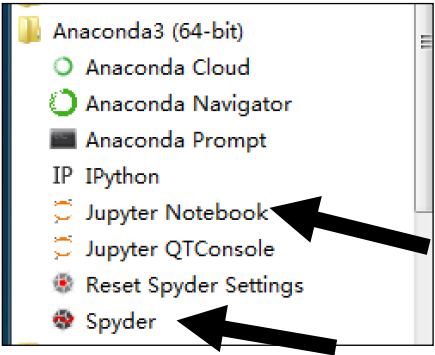 Anaconda3 (64-bit)
Anaconda Cloud
Anaconda Navigator
Anaconda Prompt
IP IPython
Jupyter Notebook
Jupyter QTConsole
Reset Spyder Settings
Spyder